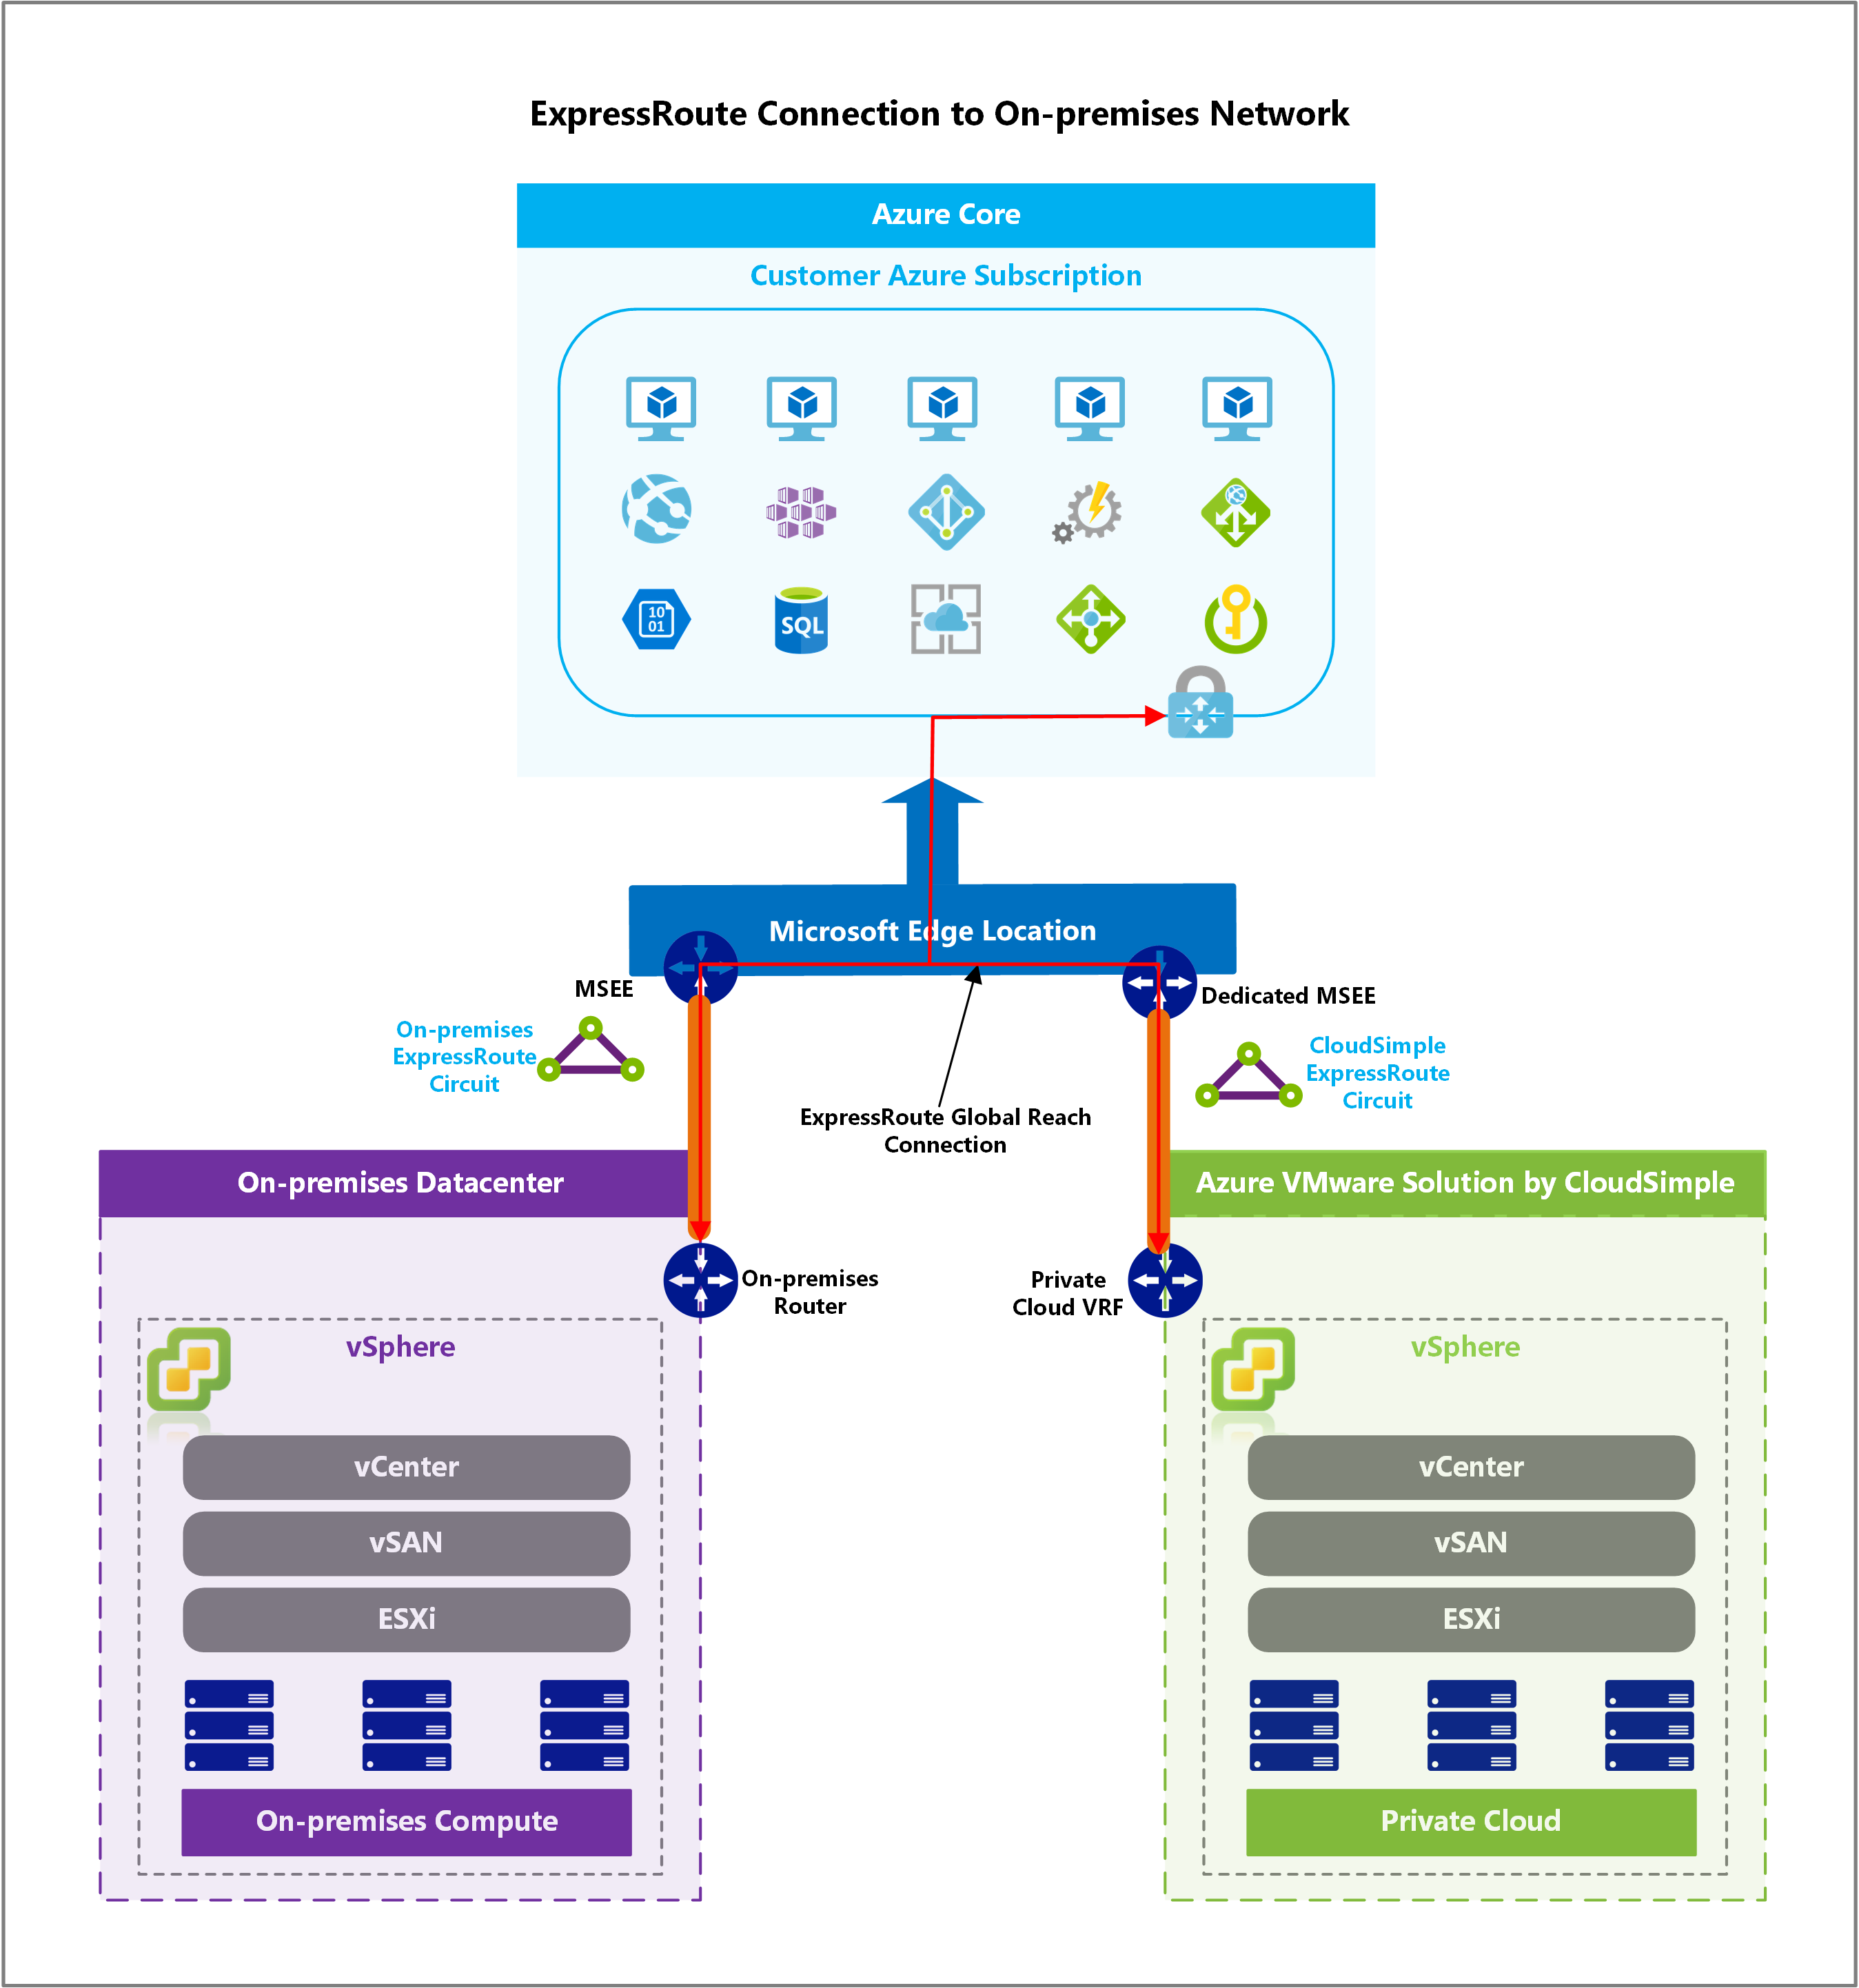 ExpressRoute Connection to On-premises Network
Azure Core
Customer Azure Subscription
10
01
SQL
Microsoft Edge Location
MSEE
Dedicated MSEE
On-premises
ExpressRoute
Circuit
CloudSimple
ExpressRoute
Circuit
ExpressRoute Global Reach
Connection
On-premises Datacenter
Azure VMware Solution by CloudSimple
On-premises
Router
Private
Cloud VRF
vSphere
vCenter
vSAN
ESXi
On-premises Compute
vSphere
vCenter
vSAN
ESXi
Private Cloud